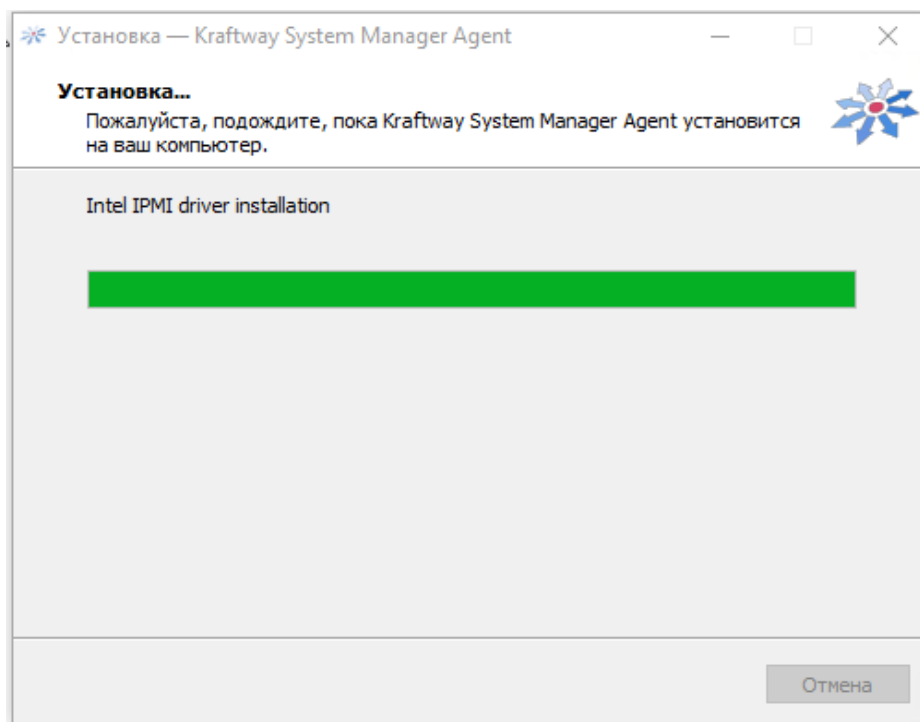 Установка — Kraftway System Manager Agent
Установка...
Пожалуйста, подождите, пока Kraftway System Manager Agent установится
на ваш компьютер.
Intel IPMI driver installation
Отмена